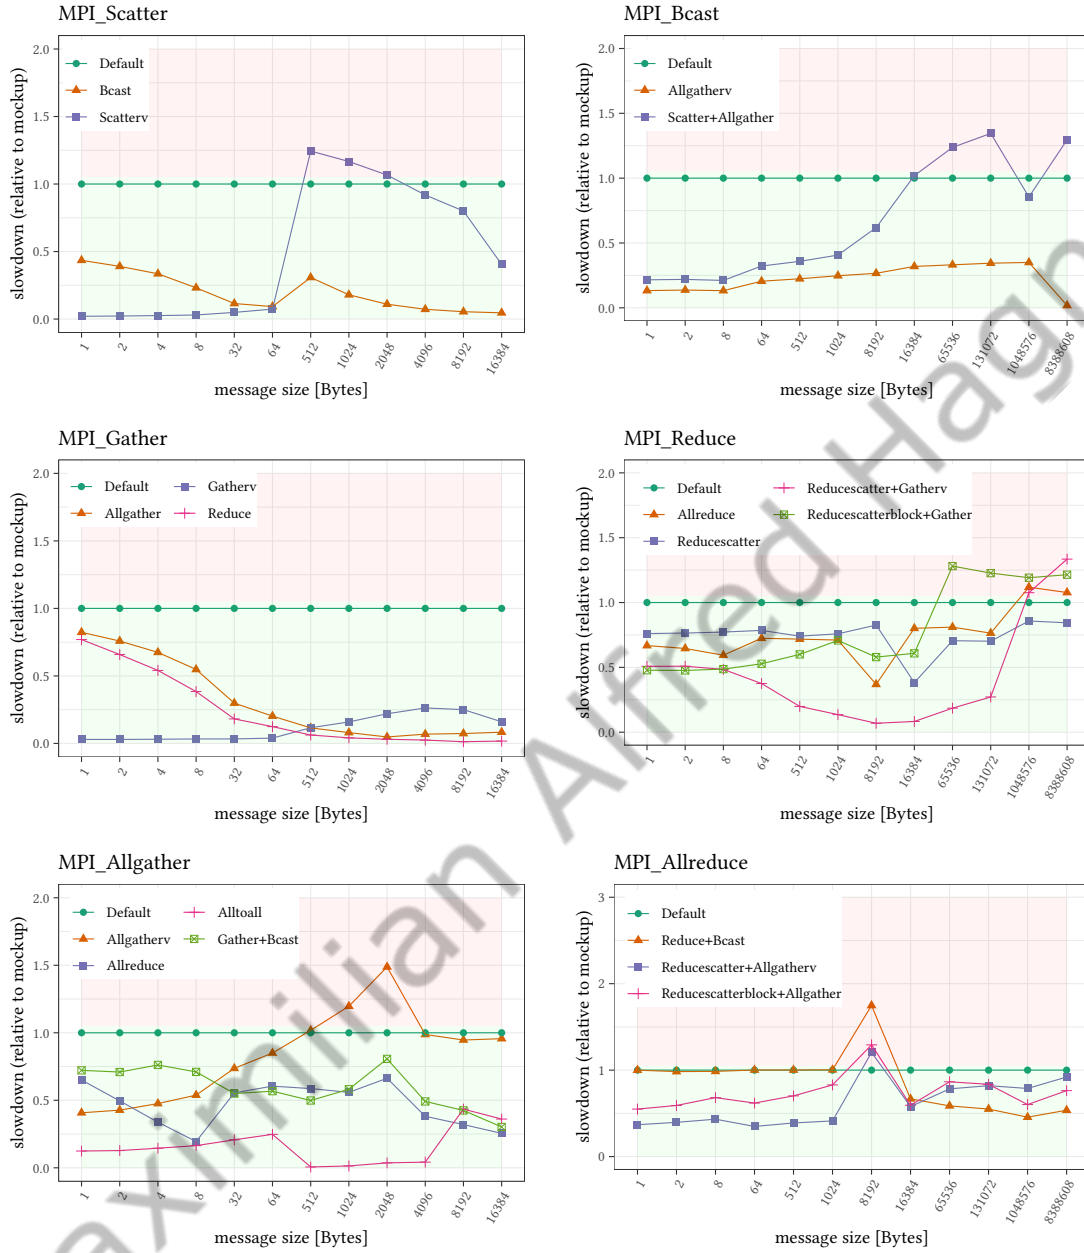 MPI_Scatter
slowdown (relative to mockup)
2.0
1.5
1.0
0.5
0.0
Default
Bcast
Scatterv
1 2 4 8 32 64 512 1024 2048 4096 8192 16384
message size [Bytes]
MPI_Bcast
slowdown (relative to mockup)
2.0
1.5
1.0
0.5
0.0
Default
Allgatherv
Scatter+Allgather
1 2 8 64 512 1024 8192 16384 65536 131072 1048576 8388608
message size [Bytes]
MPI_Gather
slowdown (relative to mockup)
2.0
1.5
1.0
0.5
0.0
Default Gatherv
Allgather Reduce
1 2 4 8 32 64 512 1024 2048 4096 8192 16384
message size [Bytes]
MPI_Reduce
slowdown (relative to mockup)
2.0
1.5
1.0
0.5
0.0
Default Reducescatter+Gatherv
Allreduce Reducescatterblock+Gather
Reducescatter
1 2 8 64 512 1024 8192 16384 65536 131072 1048576 8388608
message size [Bytes]
MPI_Allgather
slowdown (relative to mockup)
2.0
1.5
1.0
0.5
0.0
Default Alltoall
Allgatherv Gather+Bcast
Allreduce
1 2 4 8 32 64 512 1024 2048 4096 8192 16384
message size [Bytes]
MPI_Allreduce
slowdown (relative to mockup)
3
2
1
0
Default
Reduce+Bcast
Reducescatter+Allgatherv
Reducescatterblock+Allgather
1 2 8 64 512 1024 8192 16384 65536 131072 1048576 8388608
message size [Bytes]
aximilian Alfred Hagn